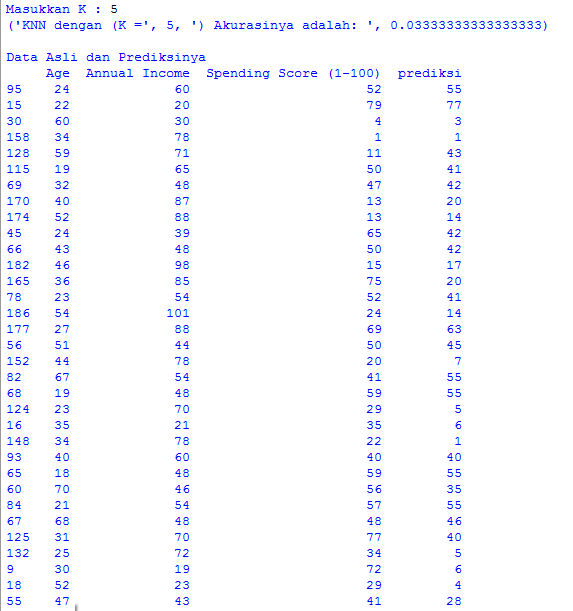 Masukkan K : 5
('KNN dengan (K =', 5, ') Akurasinya adalah: ', 0.03333333333333333)
Data Asli dan Prediksinya
Age Annual Income Spending Score (1-100) prediksi
95 24 60 52 55
15 22 20 79 77
30 60 30 4 3
158 34 78 1 1
128 59 71 11 43
115 19 65 50 41
69 32 48 47 42
170 40 87 13 20
174 52 88 13 14
45 24 39 65 42
66 43 48 50 42
182 46 98 15 17
165 36 85 75 20
78 23 54 52 41
186 54 101 24 14
177 27 88 69 63
56 51 44 50 45
152 44 78 20 7
82 67 54 41 55
68 19 48 59 55
124 23 70 29 5
16 35 21 35 6
148 34 78 22 1
93 40 60 40 40
65 18 48 59 55
60 70 46 56 35
84 21 54 57 55
67 68 48 48 46
125 31 70 77 40
132 25 72 34 5
9 30 19 72 6
18 52 23 29 4
55 47 43 41 28